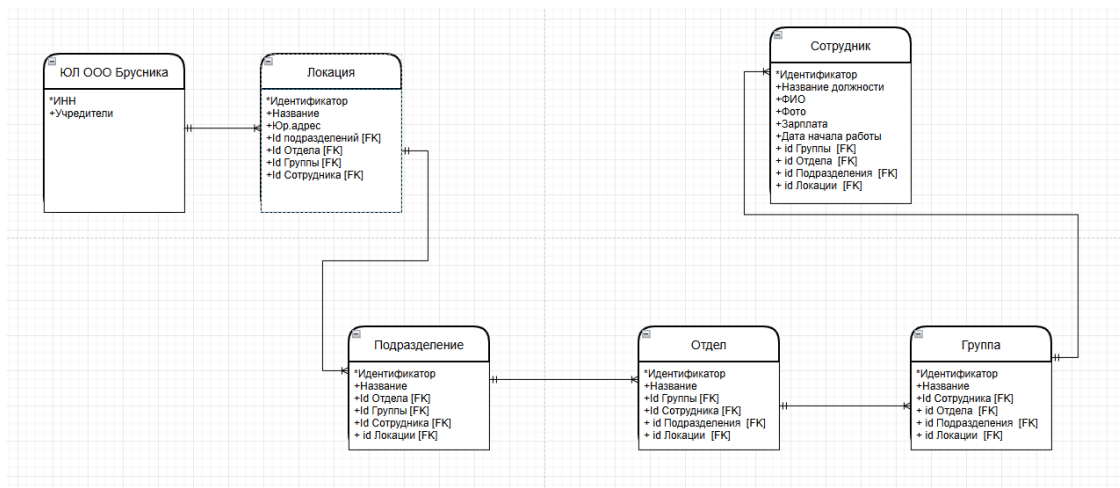 ЮЛ ООО Брусника
*ИНН
+Учредители
Локация
*Идентификатор
+Название
+Юр.адрес
+Id подразделений [FK]
+Id Отдела [FK]
+Id Группы [FK]
+Id Сотрудника [FK]
Сотрудник
*Идентификатор
+Название должности
+ФИО
+Фото
+Зарплата
+Дата начала работы
+ id Группы [FK]
+ id Отдела [FK]
+ id Подразделения [FK]
+ id Локации [FK]
Подразделение
*Идентификатор
+Название
+Id Отдела [FK]
+Id Группы [FK]
+Id Сотрудника [FK]
+ id Локации [FK]
Отдел
*Идентификатор
+Название
+Id Группы [FK]
+Id Сотрудника [FK]
+ id Подразделения [FK]
+ id Локации [FK]
Группа
*Идентификатор
+Название
+Id Сотрудника [FK]
+ id Отдела [FK]
+ id Подразделения [FK]
+ id Локации [FK]